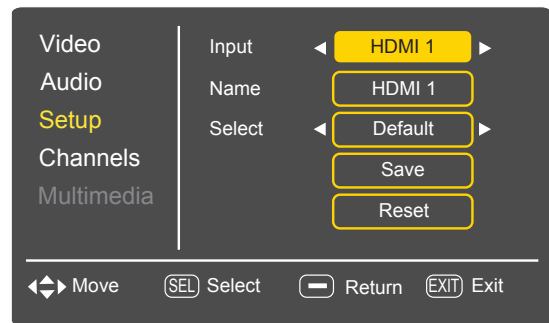 Video
Audio
Setup
Channels
Multimedia
Input HDMI 1
Name HDMI 1
Select Default
Save
Reset
Move SEL Select Return EXIT Exit